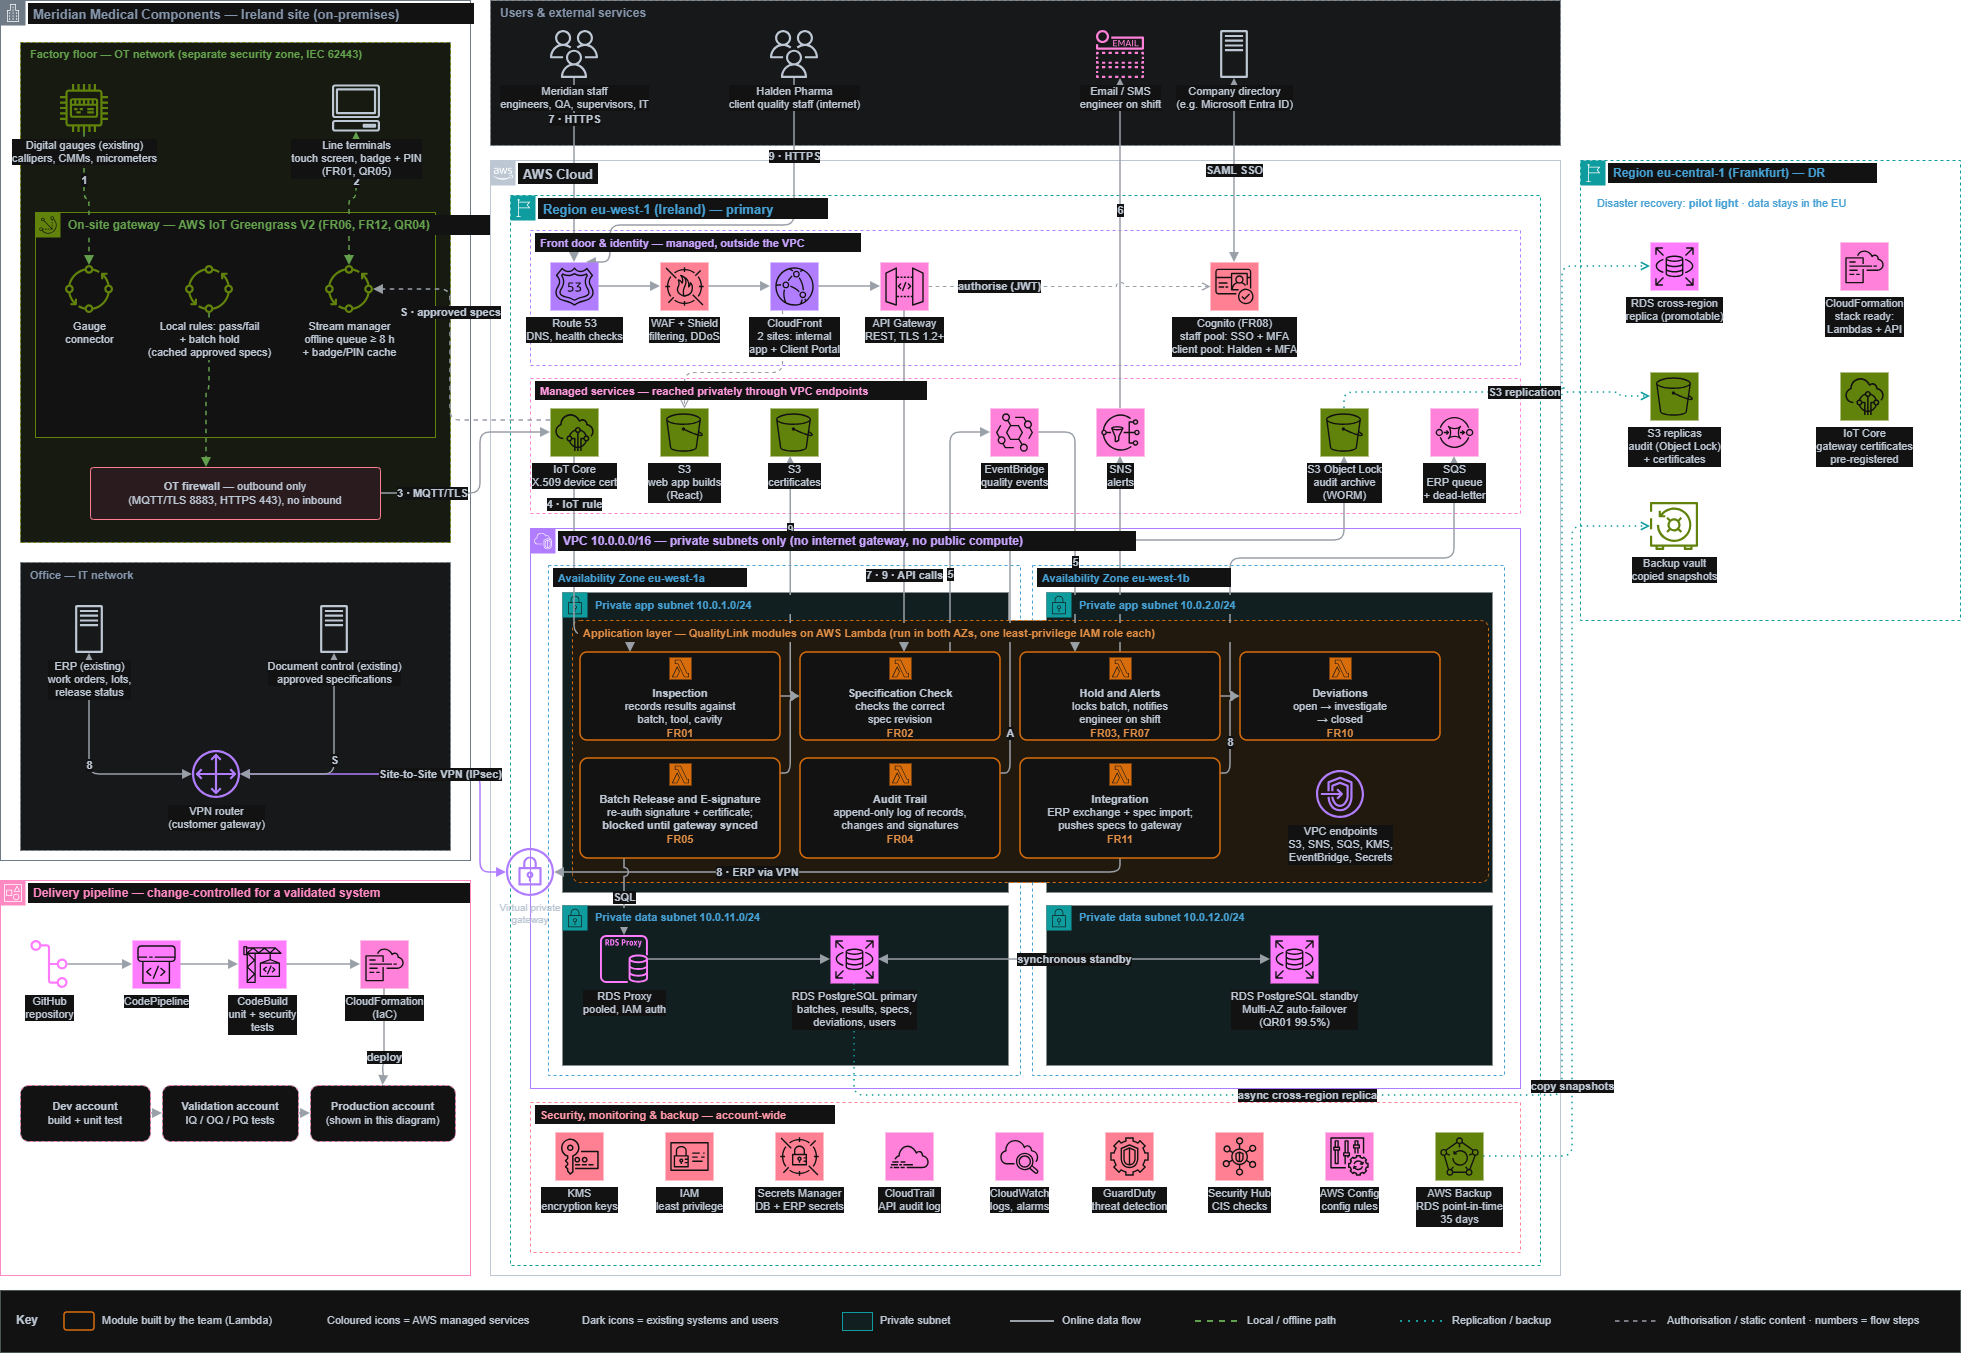 Meridian Medical Components — Ireland site (on-premises)
Factory floor — OT network (separate security zone, IEC 62443)
Digital gauges (existing)
callipers, CMMs, micrometers
Line terminals
touch screen, badge + PIN
(FR01, QR05)
1
2
On-site gateway — AWS IoT Greengrass V2 (FR06, FR12, QR04)
Gauge
connector
Local rules: pass/fail
+ batch hold
(cached approved specs)
Stream manager
offline queue ≥ 8 h
+ badge/PIN cache
S · approved specs
OT firewall — outbound only
(MQTT/TLS 8883, HTTPS 443), no inbound
3 · MQTT/TLS
Office — IT network
ERP (existing)
work orders, lots,
release status
Document control (existing)
approved specifications
8
S
Site-to-Site VPN (IPsec)
VPN router
(customer gateway)
Delivery pipeline — change-controlled for a validated system
GitHub
repository
CodePipeline
CodeBuild
unit + security
tests
CloudFormation
(IaC)
deploy
Dev account
build + unit test
Validation account
IQ / OQ / PQ tests
Production account
(shown in this diagram)
Users & external services
Meridian staff
engineers, QA, supervisors, IT
7 · HTTPS
Halden Pharma
client quality staff (internet)
9 · HTTPS
EMAIL
Email / SMS
engineer on shift
Company directory
(e.g. Microsoft Entra ID)
SAML SSO
aws
AWS Cloud
Region eu-west-1 (Ireland) — primary
6
Front door & identity — managed, outside the VPC
53
Route 53
DNS, health checks
WAF + Shield
filtering, DDoS
CloudFront
2 sites: internal
app + Client Portal
API Gateway
REST, TLS 1.2+
authorise (JWT)
Cognito (FR08)
staff pool: SSO + MFA
client pool: Halden + MFA
Managed services — reached privately through VPC endpoints
IoT Core
X.509 device cert
4 · IoT rule
S3
web app builds
(React)
S3
certificates
EventBridge
quality events
SNS
alerts
S3 Object Lock
audit archive
(WORM)
SQS
ERP queue
+ dead-letter
S3 replication
9
VPC 10.0.0.0/16 — private subnets only (no internet gateway, no public compute)
Availability Zone eu-west-1a
7 · 9 · API calls
5
5
Availability Zone eu-west-1b
Private app subnet 10.0.1.0/24
Private app subnet 10.0.2.0/24
Application layer — QualityLink modules on AWS Lambda (run in both AZs, one least-privilege IAM role each)
Inspection
records results against
batch, tool, cavity
FR01
Specification Check
checks the correct
spec revision
FR02
A
Hold and Alerts
locks batch, notifies
engineer on shift
FR03, FR07
8
Deviations
open → investigate
→ closed
FR10
Batch Release and E-signature
re-auth signature + certificate;
blocked until gateway synced
FR05
Audit Trail
append-only log of records,
changes and signatures
FR04
Integration
ERP exchange + spec import;
pushes specs to gateway
FR11
VPC endpoints
S3, SNS, SQS, KMS,
EventBridge, Secrets
8 · ERP via VPN
SQL
Virtual private
gateway
Private data subnet 10.0.11.0/24
Private data subnet 10.0.12.0/24
RDS Proxy
RDS Proxy
pooled, IAM auth
RDS PostgreSQL primary
batches, results, specs,
deviations, users
synchronous standby
RDS PostgreSQL standby
Multi-AZ auto-failover
(QR01 99.5%)
async cross-region replica
copy snapshots
Security, monitoring & backup — account-wide
KMS
encryption keys
IAM
least privilege
Secrets Manager
DB + ERP secrets
CloudTrail
API audit log
CloudWatch
logs, alarms
GuardDuty
threat detection
Security Hub
CIS checks
AWS Config
config rules
AWS Backup
RDS point-in-time
35 days
Region eu-central-1 (Frankfurt) — DR
Disaster recovery: pilot light · data stays in the EU
RDS cross-region
replica (promotable)
CloudFormation
stack ready:
Lambdas + API
S3 replicas
audit (Object Lock)
+ certificates
IoT Core
gateway certificates
pre-registered
Backup vault
copied snapshots
Key
Module built by the team (Lambda)
Coloured icons = AWS managed services
Dark icons = existing systems and users
Private subnet
Online data flow
Local / offline path
Replication / backup
Authorisation / static content · numbers = flow steps